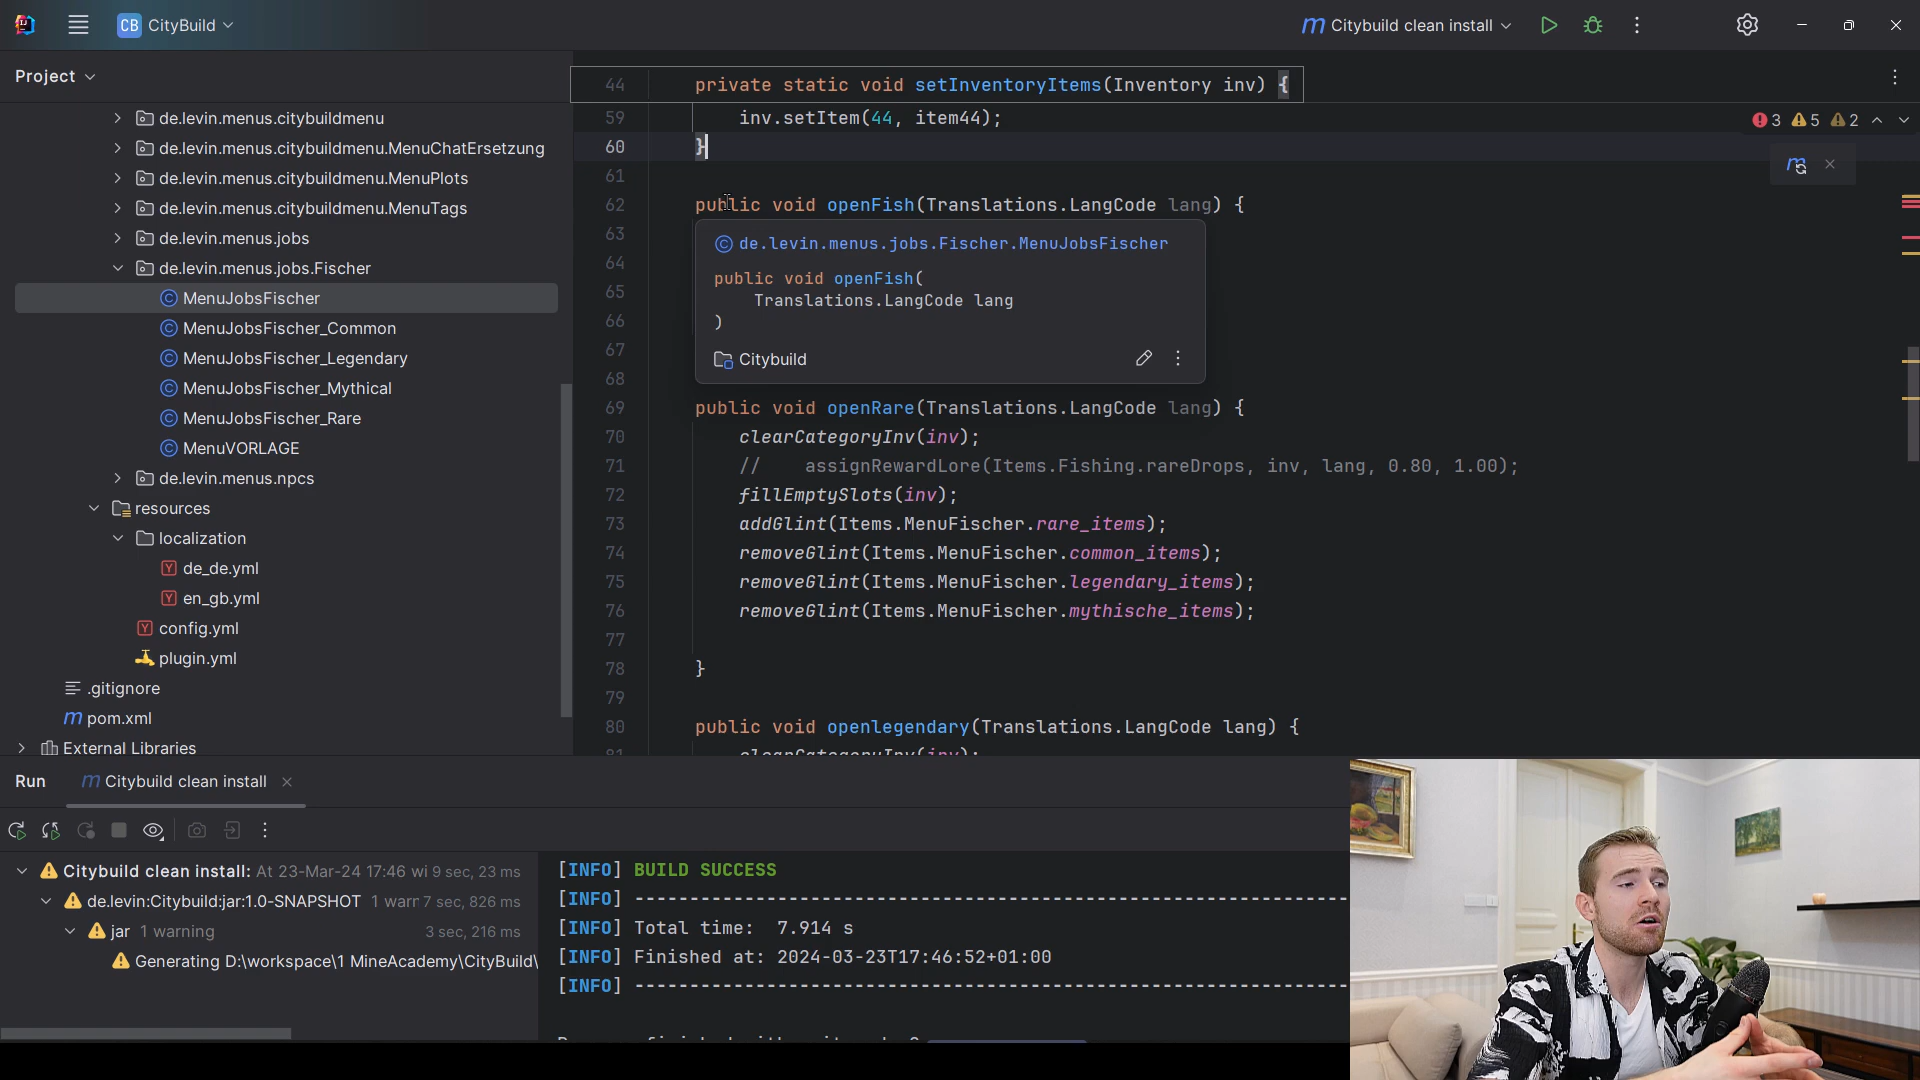 CB CityBuild
Citybuild clean install
Project
de.levin.menus.citybuildmenu
de.levin.menus.citybuildmenu.MenuChatErsetzung
de.levin.menus.citybuildmenu.MenuPlots
de.levin.menus.citybuildmenu.MenuTags
de.levin.menus.jobs
de.levin.menus.jobs.Fischer
MenuJobsFischer
MenuJobsFischer_Common
MenuJobsFischer_Legendary
MenuJobsFischer_Mythical
MenuJobsFischer_Rare
MenuVORLAGE
de.levin.menus.npcs
resources
localization
de_de.yml
en_gb.yml
config.yml
plugin.yml
.gitignore
pom.xml
External Libraries
44 private static void setInventoryItems(Inventory inv) {
59 inv.setItem(44, item44);
60 }
61
62 public void openFish(Translations.LangCode lang) {
63
64
65
66
67
68
de.levin.menus.jobs.Fischer.MenuJobsFischer
public void openFish(
Translations.LangCode lang
)
Citybuild
69 public void openRare(Translations.LangCode lang) {
70 clearCategoryInv(inv);
71 // assignRewardLore(Items.Fishing.rareDrops, inv, lang, 0.80, 1.00);
72 fillEmptySlots(inv);
73 addGlint(Items.MenuFischer.rare_items);
74 removeGlint(Items.MenuFischer.common_items);
75 removeGlint(Items.MenuFischer.legendary_items);
76 removeGlint(Items.MenuFischer.mythische_items);
77
78 }
79
80 public void openlegendary(Translations.LangCode lang) {
81 clearCategoryInv(inv);
3 5 2
Run Citybuild clean install
Citybuild clean install: At 23-Mar-24 17:46 wi 9 sec, 23 ms
de.levin:Citybuild:jar:1.0-SNAPSHOT 1 warr 7 sec, 826 ms
jar 1 warning 3 sec, 216 ms
Generating D:\workspace\1 MineAcademy\CityBuild\
[INFO] BUILD SUCCESS
[INFO] ------------------------------------------------------------------------
[INFO] Total time:  7.914 s
[INFO] Finished at: 2024-03-23T17:46:52+01:00
[INFO] ------------------------------------------------------------------------